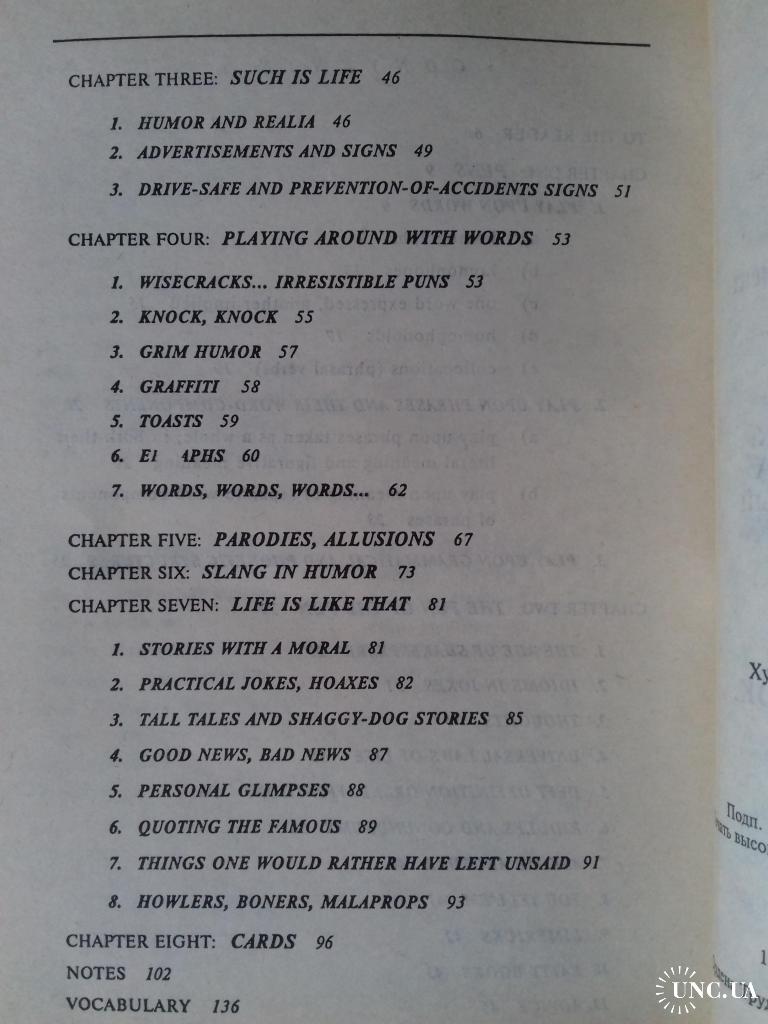 CHAPTER THREE: SUCH IS LIFE 46
1. HUMOR AND REALIA 46
2. ADVERTISEMENTS AND SIGNS 49
3. DRIVE-SAFE AND PREVENTION-OF-ACCIDENTS SIGNS 51
CHAPTER FOUR: PLAYING AROUND WITH WORDS 53
1. WISECRACKS... IRRESISTIBLE PUNS 53
2. KNOCK, KNOCK 55
3. GRIM HUMOR 57
4. GRAFFITI 58
5. TOASTS 59
6. 60
7. WORDS, WORDS, WORDS... 62
CHAPTER FIVE: PARODIES, ALLUSIONS 67
CHAPTER SIX: SLANG IN HUMOR 73
CHAPTER SEVEN: LIFE IS LIKE THAT 81
1. STORIES WITH A MORAL 81
2. PRACTICAL JOKES, HOAXES 82
3. TALL TALES AND SHAGGY-DOG STORIES 85
4. GOOD NEWS, BAD NEWS 87
5. PERSONAL GLIMPSES 88
6. QUOTING THE FAMOUS 89
7. THINGS ONE WOULD RATHER HAVE LEFT UNSAID 91
8. HOWLERS, BONERS, MALAPROPS 93
CHAPTER EIGHT: CARDS 96
NOTES 102
VOCABULARY 136
Подп.
UNC.UA